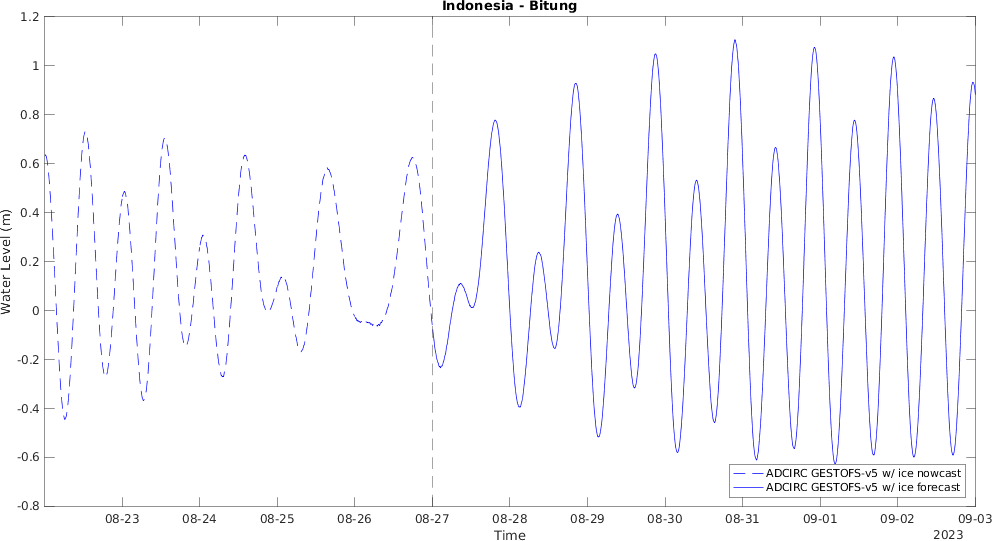 Indonesia - Bitung
1.2
1
0.8
0.6
0.4
0.2
0
-0.2
-0.4
-0.6
-0.8
Water Level (m)
ADCIRC GESTOFS-v5 w/ ice nowcast
ADCIRC GESTOFS-v5 w/ ice forecast
08-23 08-24 08-25 08-26 08-27 08-28 08-29 08-30 08-31 09-01 09-02 09-03
Time
2023